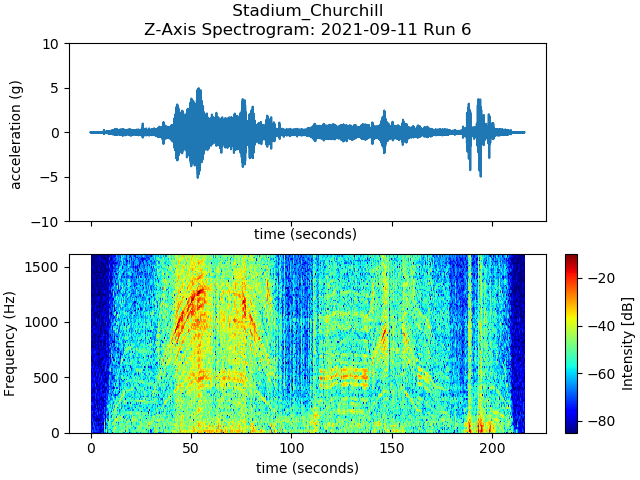 Stadium_Churchill
Z-Axis Spectrogram: 2021-09-11 Run 6
10
5
0
−5
−10
acceleration (g)
time (seconds)
1500
1000
500
0
Frequency (Hz)
0 50 100 150 200
time (seconds)
−20
−40
−60
−80
Intensity [dB]